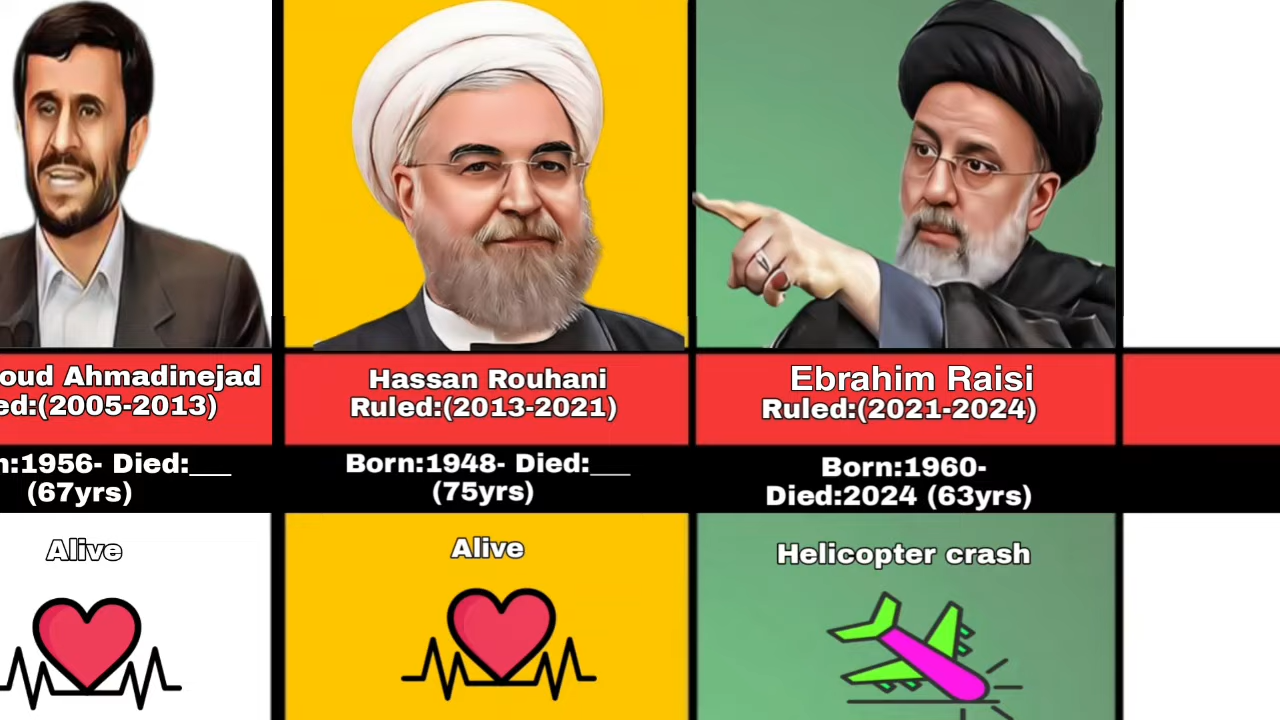 oud Ahmadinejad
ed:(2005-2013)
n:1956- Died:___
(67yrs)
Alive
Hassan Rouhani
Ruled:(2013-2021)
Born:1948- Died:___
(75yrs)
Alive
Ebrahim Raisi
Ruled:(2021-2024)
Born:1960-
Died:2024 (63yrs)
Helicopter crash